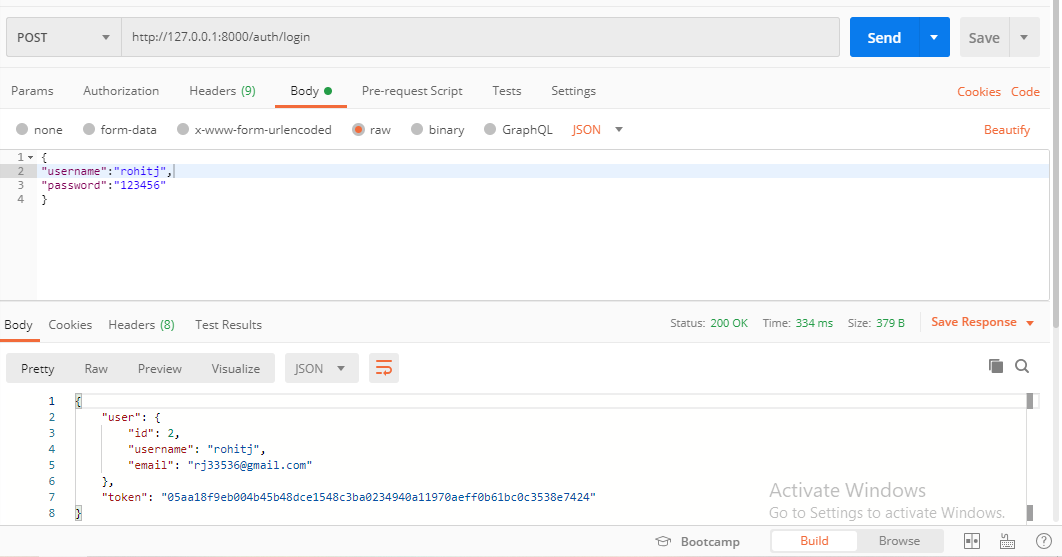 POST http://127.0.0.1:8000/auth/login Send Save
Params Authorization Headers (9) Body Pre-request Script Tests Settings Cookies Code
none form-data x-www-form-urlencoded raw binary GraphQL JSON Beautify
1 {
2 "username":"rohitj",
3 "password":"123456"
4 }
Body Cookies Headers (8) Test Results Status: 200 OK Time: 334 ms Size: 379 B Save Response
Pretty Raw Preview Visualize JSON
1 {
2 "user": {
3 "id": 2,
4 "username": "rohitj",
5 "email": "rj33536@gmail.com"
6 },
7 "token": "05aa18f9eb004b45b48dce1548c3ba0234940a11970aeff0b61bc0c3538e7424"
8 }
Activate Windows
Go to Settings to activate Windows.
Bootcamp Build Browse